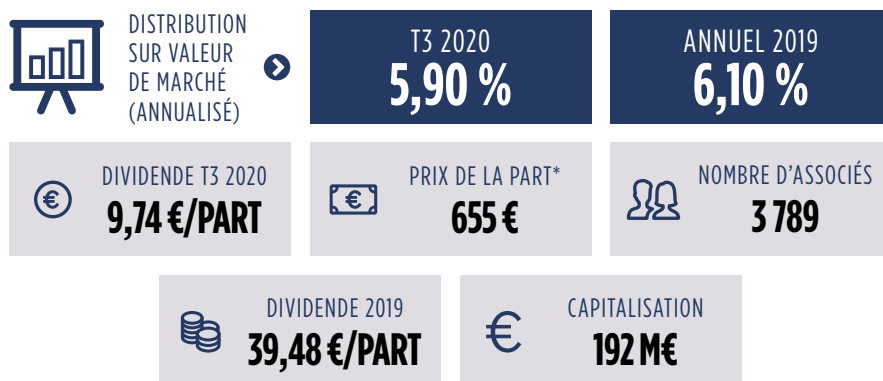 DISTRIBUTION
SUR VALEUR
DE MARCHÉ
(ANNUALISÉ)
T3 2020
5,90 %
ANNUEL 2019
6,10 %
DIVIDENDE T3 2020
9,74 €/PART
PRIX DE LA PART*
655 €
NOMBRE D’ASSOCIÉS
3 789
DIVIDENDE 2019
39,48 €/PART
CAPITALISATION
192 M€